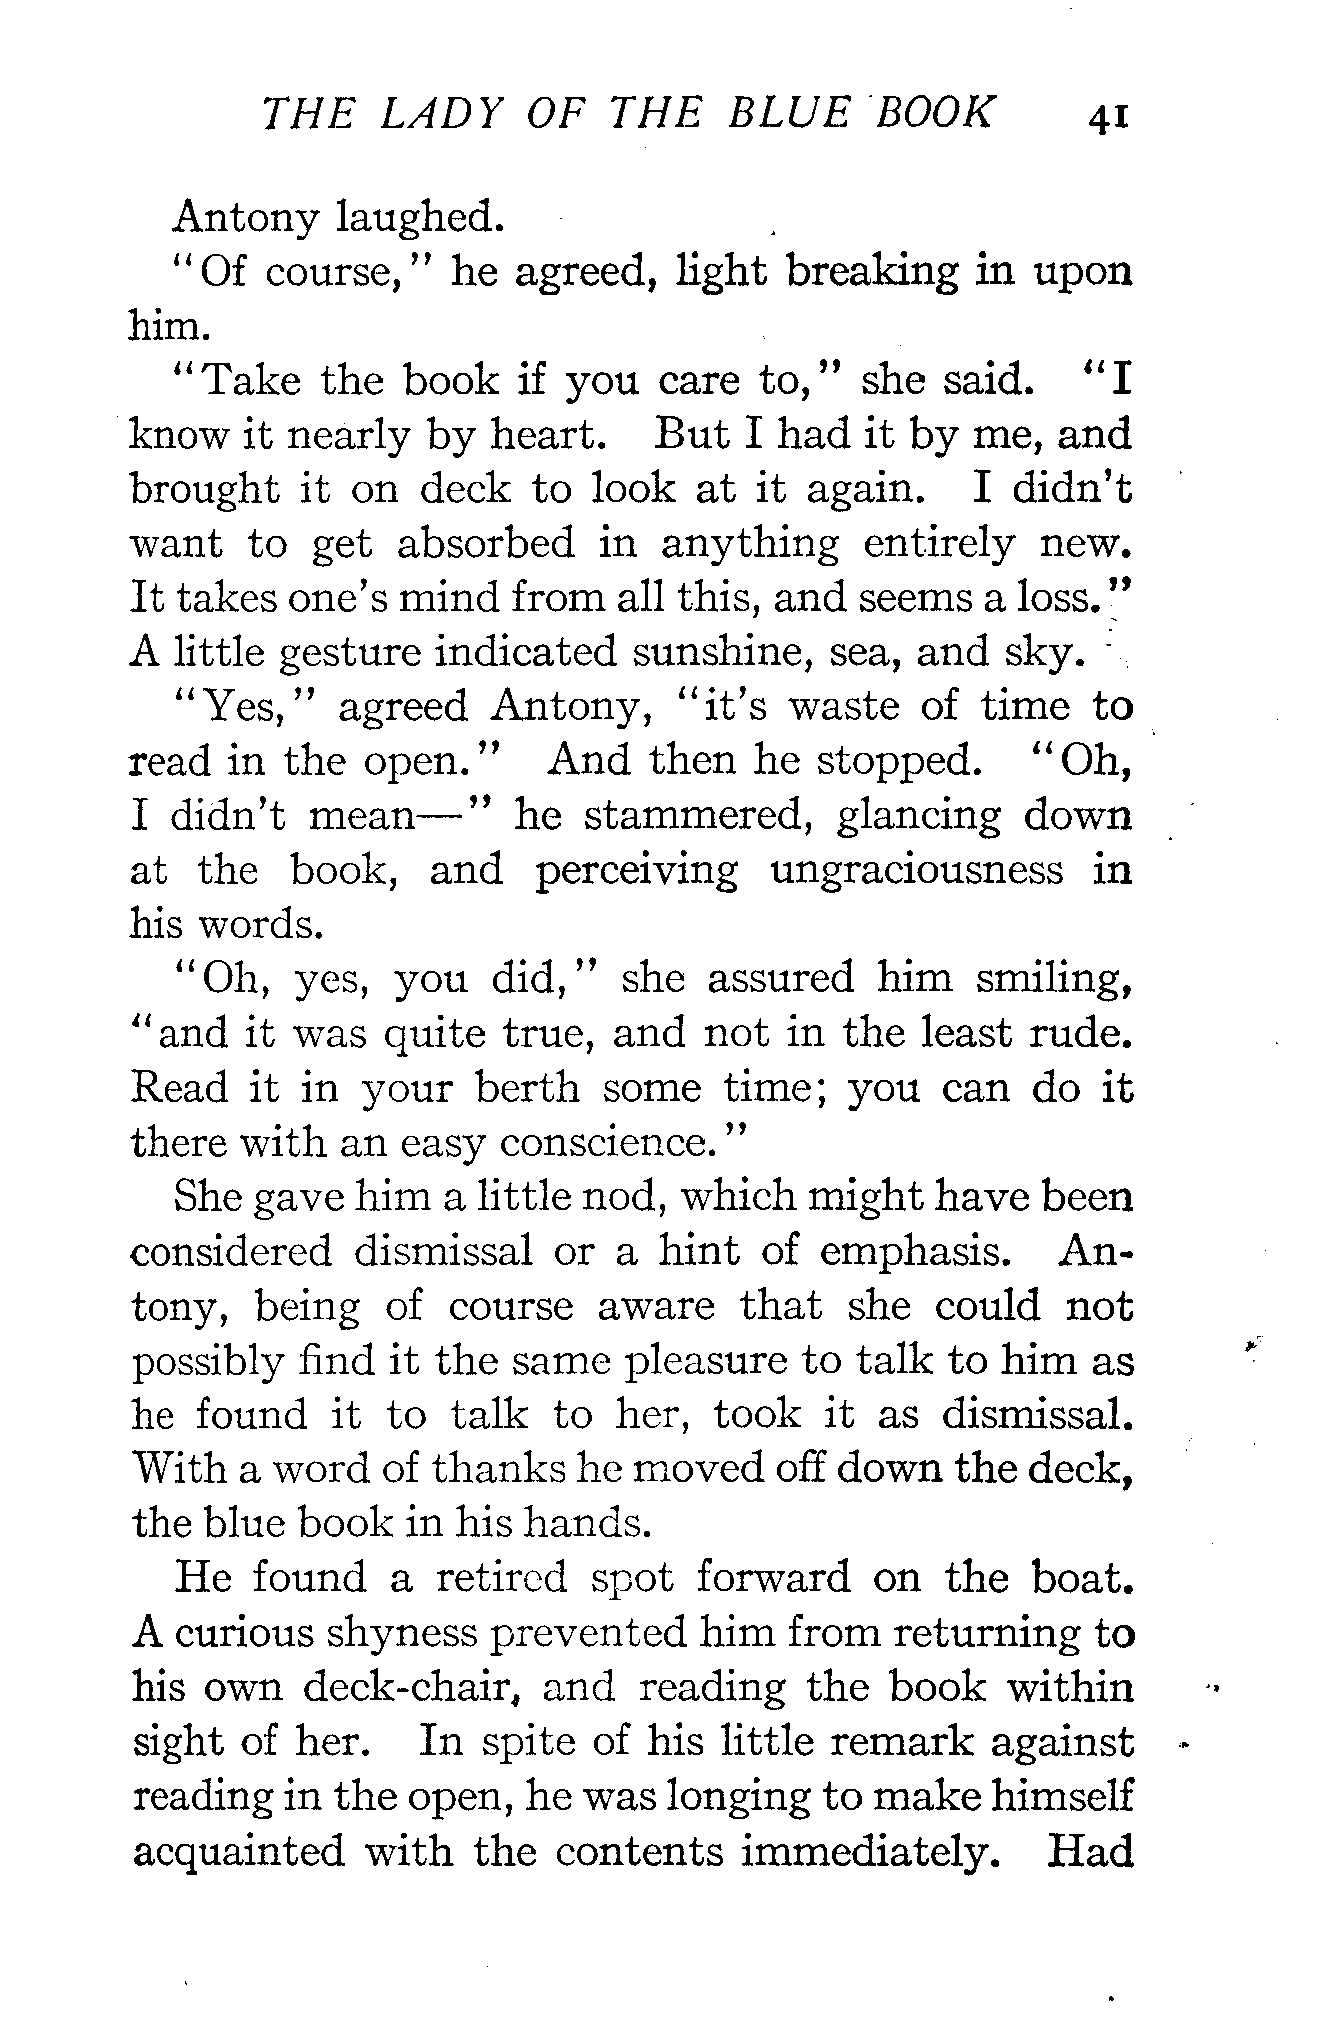 THE LADY OF THE BLUE BOOK 41
Antony laughed.
"Of course," he agreed, light breaking in upon
him.
"Take the book if you care to," she said. "I
know it nearly by heart. But I had it by me, and
brought it on deck to look at it again. I didn't
want to get absorbed in anything entirely new.
It takes one's mind from all this, and seems a loss."
A little gesture indicated sunshine, sea, and sky.
"Yes," agreed Antony, "it's waste of time to
read in the open." And then he stopped. "Oh,
I didn't mean—" he stammered, glancing down
at the book, and perceiving ungraciousness in
his words.
"Oh, yes, you did," she assured him smiling,
"and it was quite true, and not in the least rude.
Read it in your berth some time; you can do it
there with an easy conscience."
She gave him a little nod, which might have been
considered dismissal or a hint of emphasis. An-
tony, being of course aware that she could not
possibly find it the same pleasure to talk to him as
he found it to talk to her, took it as dismissal.
With a word of thanks he moved off down the deck,
the blue book in his hands.
He found a retired spot forward on the boat.
A curious shyness prevented him from returning to
his own deck-chair, and reading the book within
sight of her. In spite of his little remark against
reading in the open, he was longing to make himself
acquainted with the contents immediately. Had